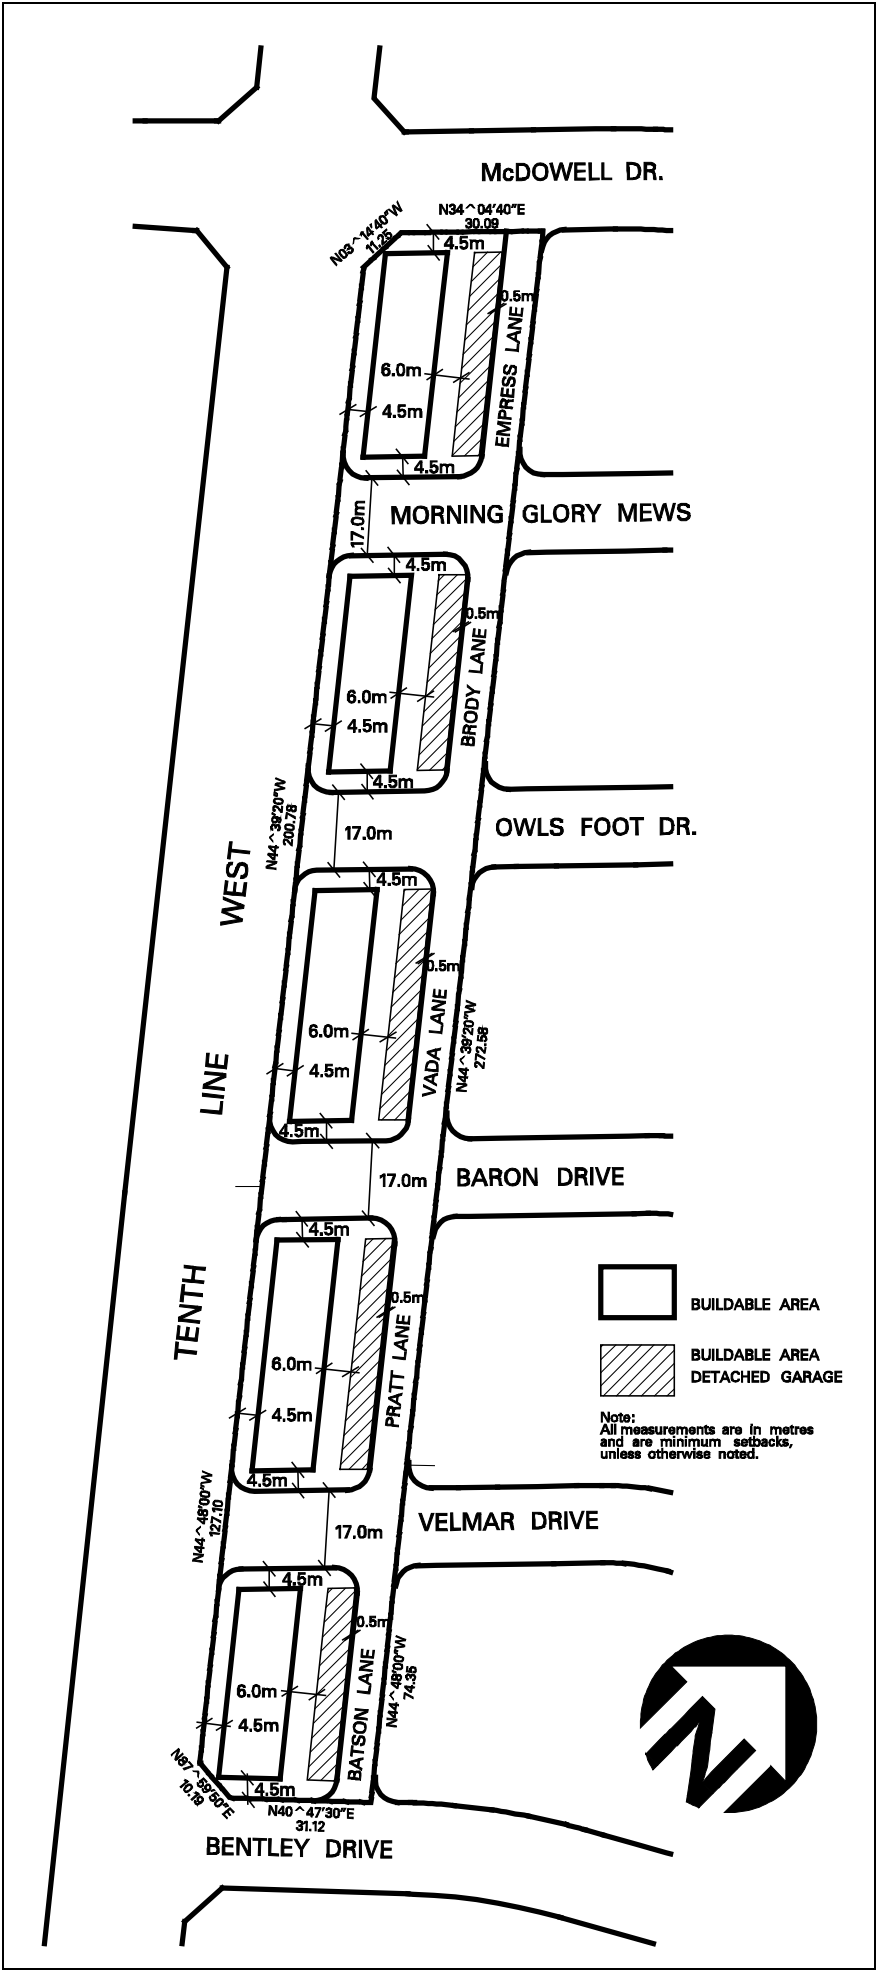 McDOWELL DR.
N34^04'40"E
30.09
N03^14'40"W
11.25
4.5m
0.5m
EMPRESS LANE
6.0m
4.5m
4.5m
17.0m
MORNING GLORY MEWS
4.5m
0.5m
BRODY LANE
6.0m
4.5m
4.5m
N44^39'20"W
200.78
17.0m
OWLS FOOT DR.
WEST
4.5m
0.5m
VADA LANE
N44^39'20"W
272.58
6.0m
LINE
4.5m
4.5m
17.0m
BARON DRIVE
4.5m
TENTH
0.5m
PRATT LANE
BUILDABLE AREA
6.0m
BUILDABLE AREA
DETACHED GARAGE
4.5m
Note:
All measurements are in metres
and are minimum setbacks,
unless otherwise noted.
4.5m
N44^48'00"W
127.10
17.0m
VELMAR DRIVE
4.5m
0.5m
BATSON LANE
N44^48'00"W
74.35
6.0m
4.5m
N
N87^59'50"E
10.19
4.5m
N40^47'30"E
31.12
BENTLEY DRIVE